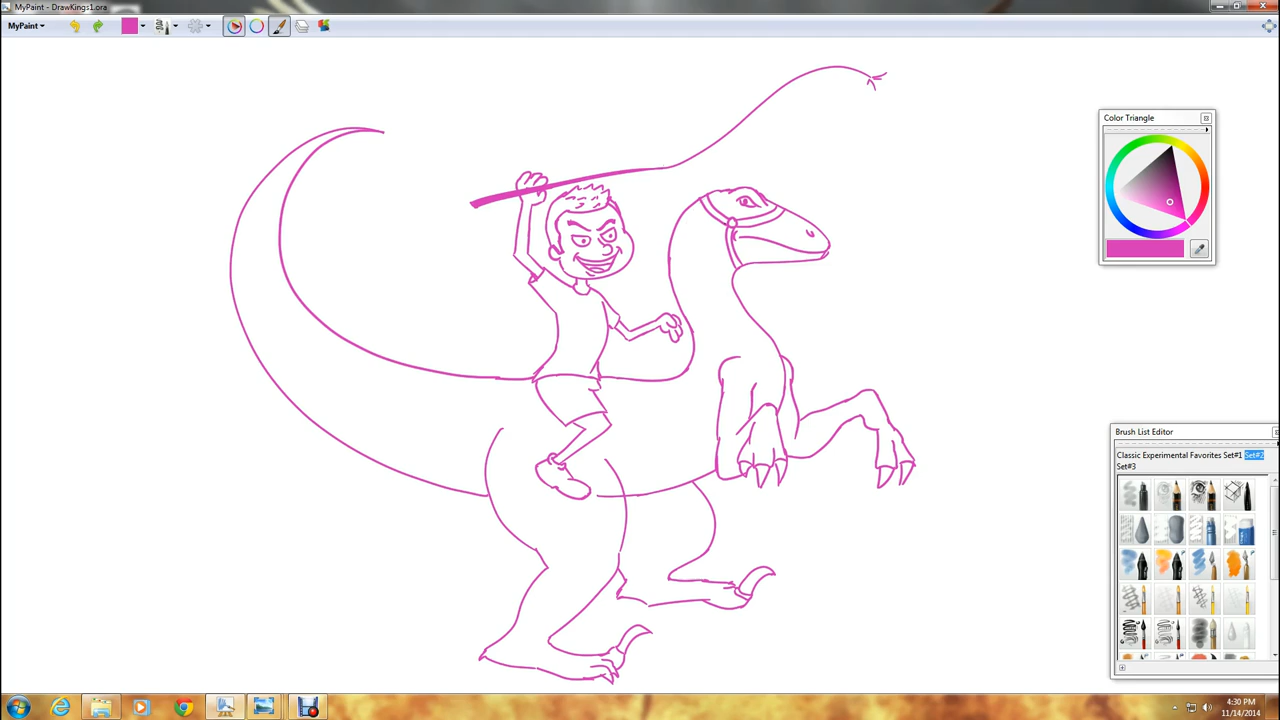 MyPaint - DrawKings1.ora
MyPaint
Color Triangle
Brush List Editor
Classic Experimental Favorites Set#1 Set#2
Set#3
4:30 PM
11/14/2014